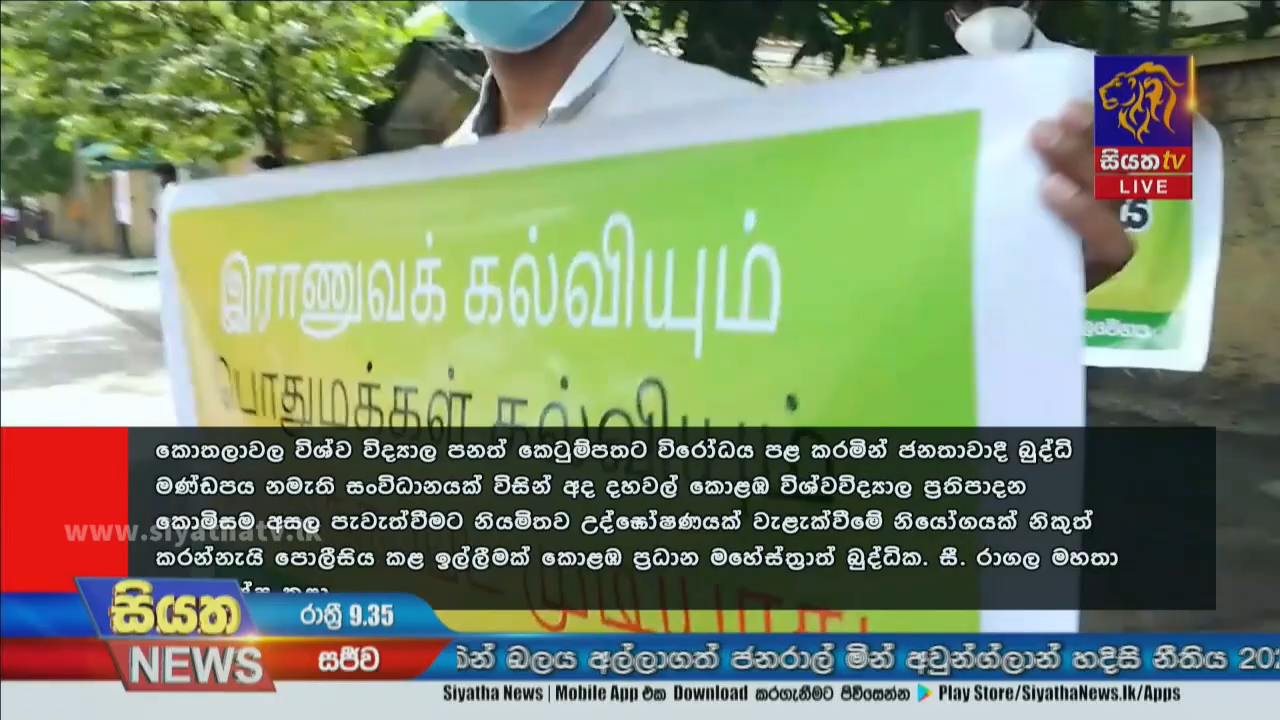 සියත tv
LIVE
இராணுவக் கல்வியும்
பொதுமக்கள் கல்வியும்
කොතලාවල විශ්ව විද්‍යාල පනත් කෙටුම්පතට විරෝධය පළ කරමින් ජනතාවාදී බුද්ධි
මණ්ඩපය නමැති සංවිධානයක් විසින් අද දහවල් කොළඹ විශ්වවිද්‍යාල ප්‍රතිපාදන
කොමිසම අසල පැවැත්වීමට නියමිතව උද්ඝෝෂණයක් වැළැක්වීමේ නියෝගයක් නිකුත්
www.siyathatv.lk
කරන්නැයි පොලීසිය කළ ඉල්ලීමක් කොළඹ ප්‍රධාන මහේස්ත්‍රාත් බුද්ධික. සී. රාගල මහතා
සියත
රාත්‍රී 9.35
NEWS
සජීව
බලය අල්ලාගත් ජනරාල් මින් අවුන්ග්ලාන් හදිසි නීතිය
Siyatha News | Mobile App එක Download කරගැනීමට පිවිසෙන්න Play Store/SiyathaNews.lk/Apps